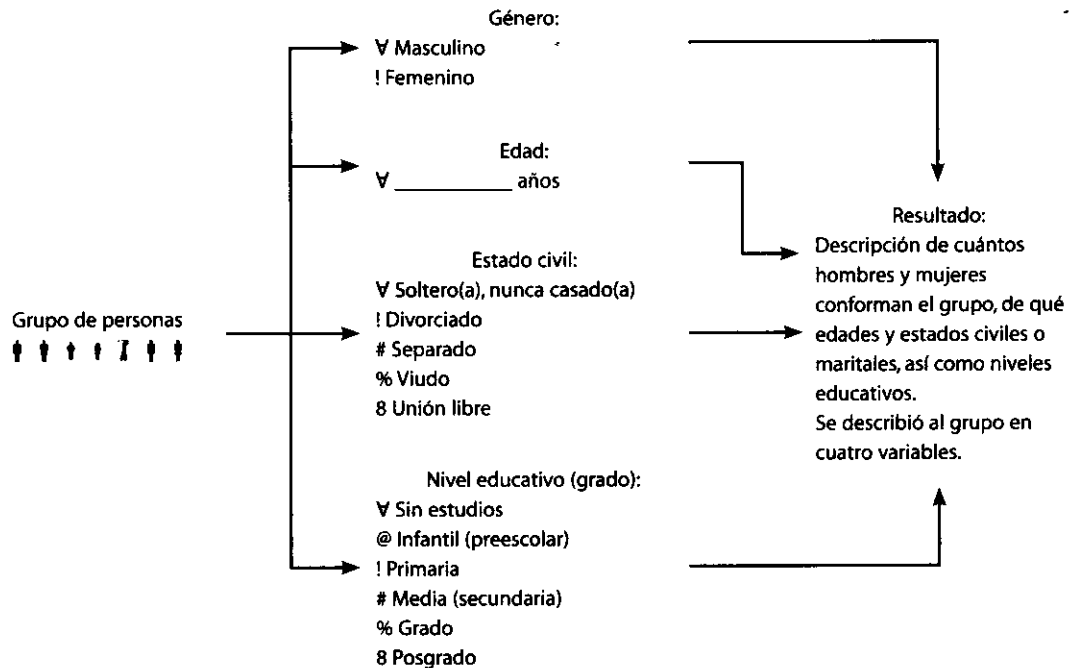 Género:
∀ Masculino
! Femenino
Edad:
∀ ____________ años
Estado civil:
∀ Soltero(a), nunca casado(a)
! Divorciado
# Separado
% Viudo
8 Unión libre
Grupo de personas
Nivel educativo (grado):
∀ Sin estudios
@ Infantil (preescolar)
! Primaria
# Media (secundaria)
% Grado
8 Posgrado
Resultado:
Descripción de cuántos
hombres y mujeres
conforman el grupo, de qué
edades y estados civiles o
maritales, así como niveles
educativos.
Se describió al grupo en
cuatro variables.